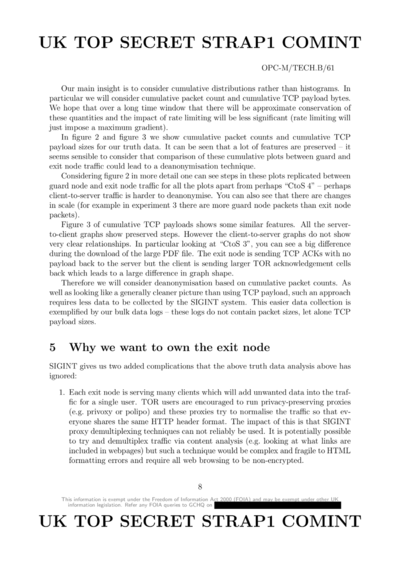 UK TOP SECRET STRAP1 COMINT
OPC-M/TECH.B/61
Our main insight is to consider cumulative distributions rather than histograms. In
particular we will consider cumulative packet count and cumulative TCP payload bytes.
We hope that over a long time window that there will be approximate conservation of
these quantities and the impact of rate limiting will be less significant (rate limiting will
just impose a maximum gradient).
In figure 2 and figure 3 we show cumulative packet counts and cumulative TCP
payload sizes for our truth data. It can be seen that a lot of features are preserved – it
seems sensible to consider that comparison of these cumulative plots between guard and
exit node traffic could lead to a deanonymisation technique.
Considering figure 2 in more detail one can see steps in these plots replicated between
guard node and exit node traffic for all the plots apart from perhaps “CtoS 4” – perhaps
client-to-server traffic is harder to deanonymise. You can also see that there are changes
in scale (for example in experiment 3 there are more guard node packets than exit node
packets).
Figure 3 of cumulative TCP payloads shows some similar features. All the server-
to-client graphs show preserved steps. However the client-to-server graphs do not show
very clear relationships. In particular looking at “CtoS 3”, you can see a big difference
during the download of the large PDF file. The exit node is sending TCP ACKs with no
payload back to the server but the client is sending larger TOR acknowledgement cells
back which leads to a large difference in graph shape.
Therefore we will consider deanonymisation based on cumulative packet counts. As
well as looking like a generally cleaner picture than using TCP payload, such an approach
requires less data to be collected by the SIGINT system. This easier data collection is
exemplified by our bulk data logs – these logs do not contain packet sizes, let alone TCP
payload sizes.
5 Why we want to own the exit node
SIGINT gives us two added complications that the above truth data analysis above has
ignored:
1. Each exit node is serving many clients which will add unwanted data into the traf-
fic for a single user. TOR users are encouraged to run privacy-preserving proxies
(e.g. privoxy or polipo) and these proxies try to normalise the traffic so that ev-
eryone shares the same HTTP header format. The impact of this is that SIGINT
proxy demultiplexing techniques can not reliably be used. It is potentially possible
to try and demultiplex traffic via content analysis (e.g. looking at what links are
included in webpages) but such a technique would be complex and fragile to HTML
formatting errors and require all web browsing to be non-encrypted.
8
This information is exempt under the Freedom of Information Act 2000 (FOIA) and may be exempt under other UK
information legislation. Refer any FOIA queries to GCHQ on
UK TOP SECRET STRAP1 COMINT